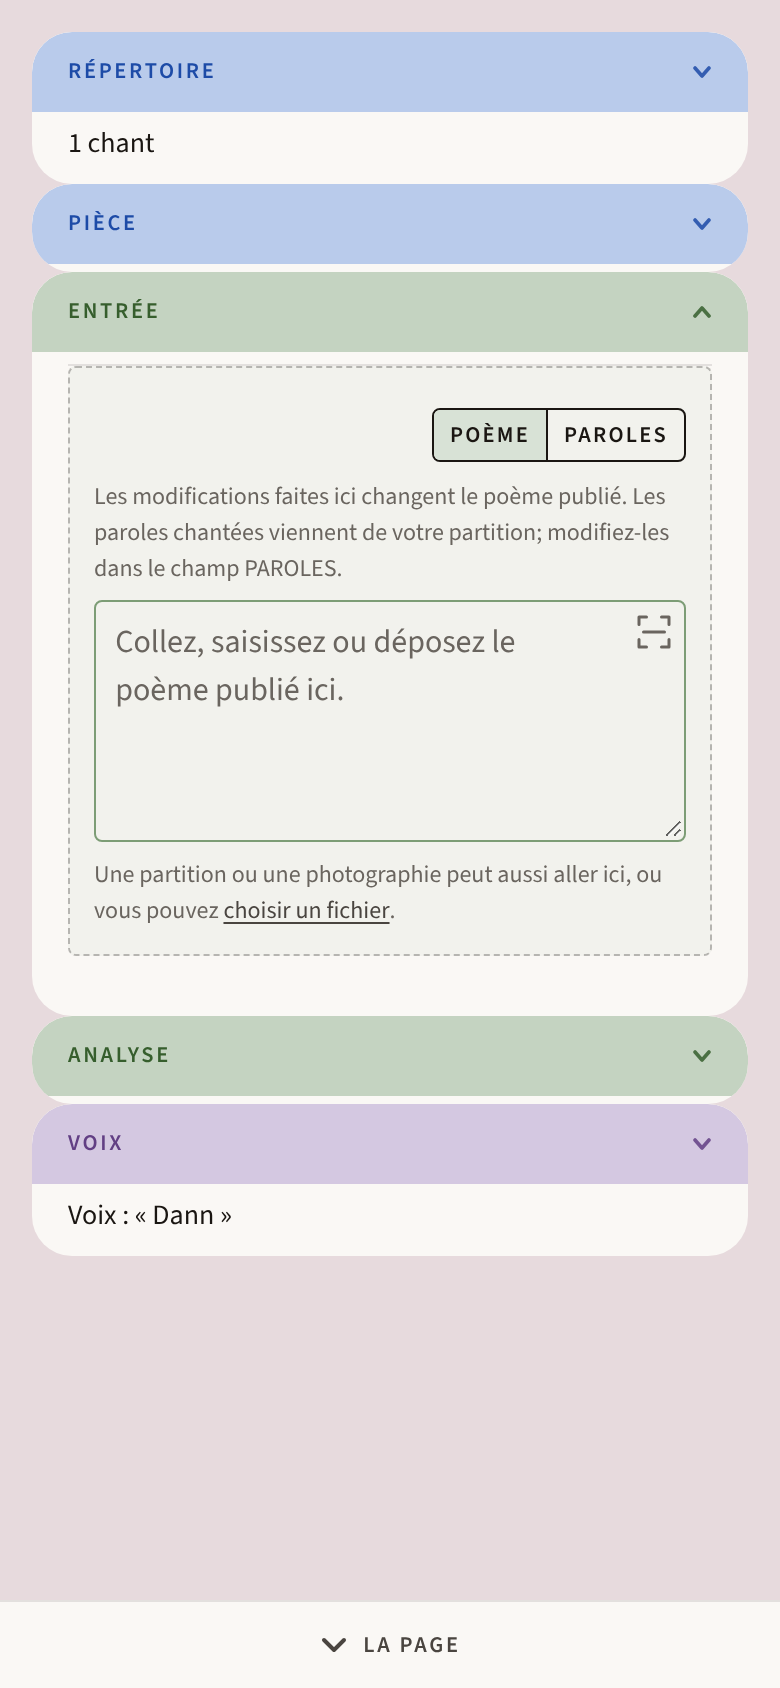 RÉPERTOIRE
1 chant
PIÈCE
ENTRÉE
POÈME PAROLES
Les modifications faites ici changent le poème publié. Les
paroles chantées viennent de votre partition; modifiez-les
dans le champ PAROLES.
Collez, saisissez ou déposez le
poème publié ici.
Une partition ou une photographie peut aussi aller ici, ou
vous pouvez choisir un fichier.
ANALYSE
VOIX
Voix : « Dann »
LA PAGE